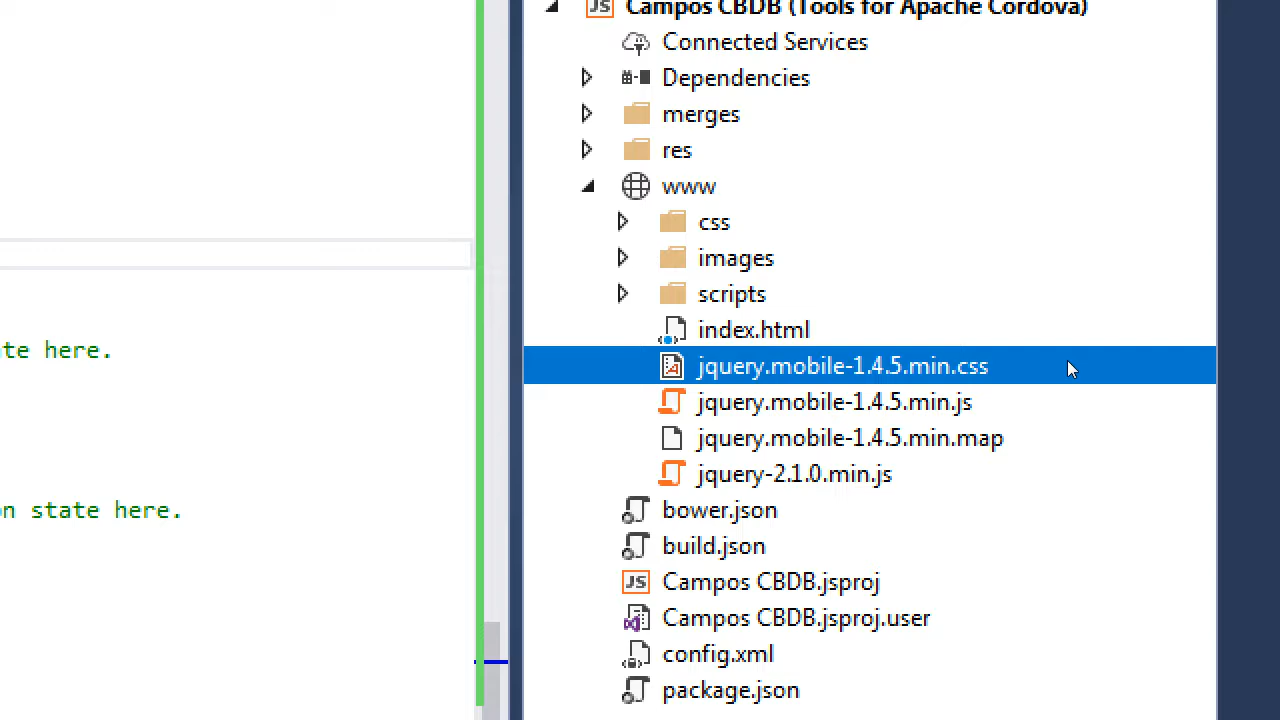 Campos CBDB (Tools for Apache Cordova)
Connected Services
Dependencies
merges
res
www
css
images
scripts
index.html
te here.
jquery.mobile-1.4.5.min.css
jquery.mobile-1.4.5.min.js
jquery.mobile-1.4.5.min.map
jquery-2.1.0.min.js
n state here.
bower.json
build.json
JS Campos CBDB.jsproj
Campos CBDB.jsproj.user
config.xml
package.json